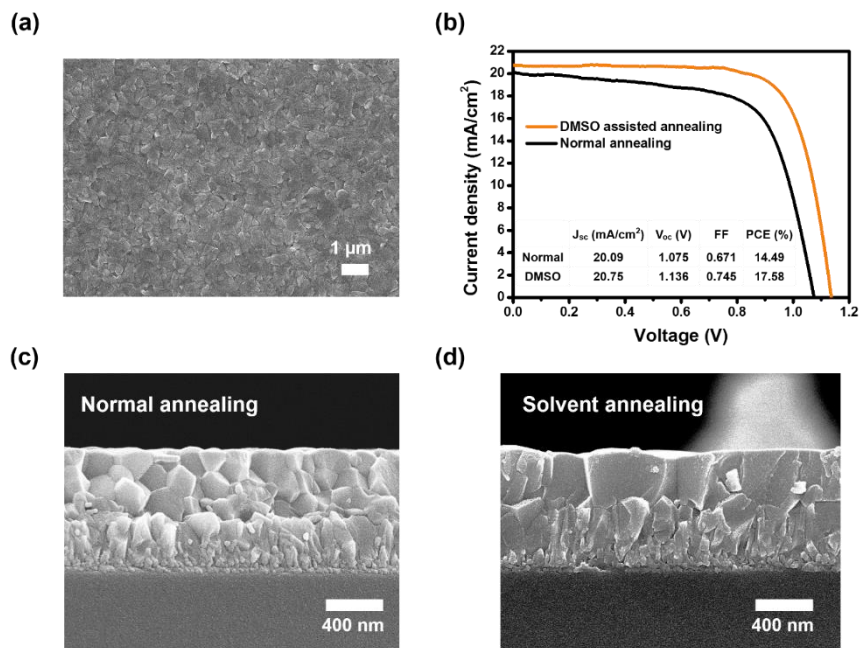 (a)
1 µm
(b)
Current density (mA/cm²)
22
20
18
16
14
12
10
8
6
4
2
0
DMSO assisted annealing
Normal annealing
Jsc (mA/cm²) Voc (V) FF PCE (%)
Normal 20.09 1.075 0.671 14.49
DMSO 20.75 1.136 0.745 17.58
0.0 0.2 0.4 0.6 0.8 1.0 1.2
Voltage (V)
(c)
Normal annealing
400 nm
(d)
Solvent annealing
400 nm